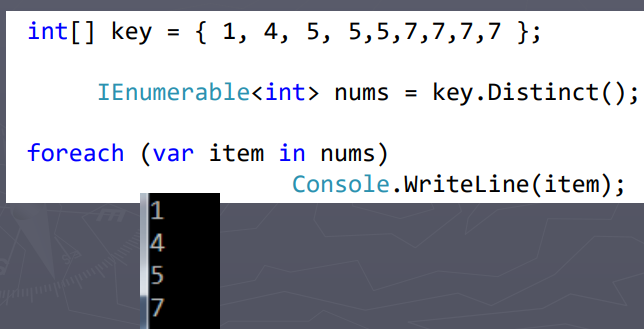 int[] key = { 1, 4, 5, 5,5,7,7,7,7 };
IEnumerable<int> nums = key.Distinct();
foreach (var item in nums)
Console.WriteLine(item);
1
4
5
7